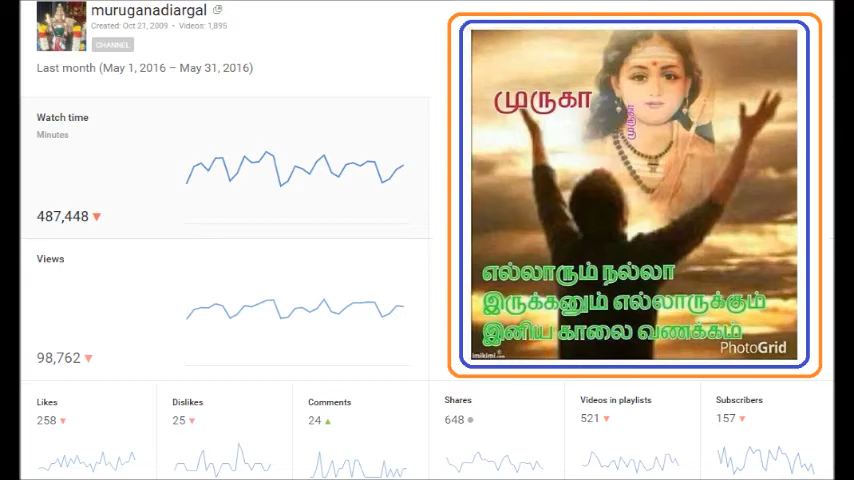 muruganadiargal
Created: Oct 21, 2009 • Videos: 1,895
CHANNEL
Last month (May 1, 2016 – May 31, 2016)
Watch time
Minutes
487,448
Views
98,762
முருகா
முருகா
எல்லாரும் நல்லா
இருக்கனும் எல்லாருக்கும்
இனிய காலை வணக்கம்
imikimi.com
PhotoGrid
Likes
258
Dislikes
25
Comments
24
Shares
648
Videos in playlists
521
Subscribers
157